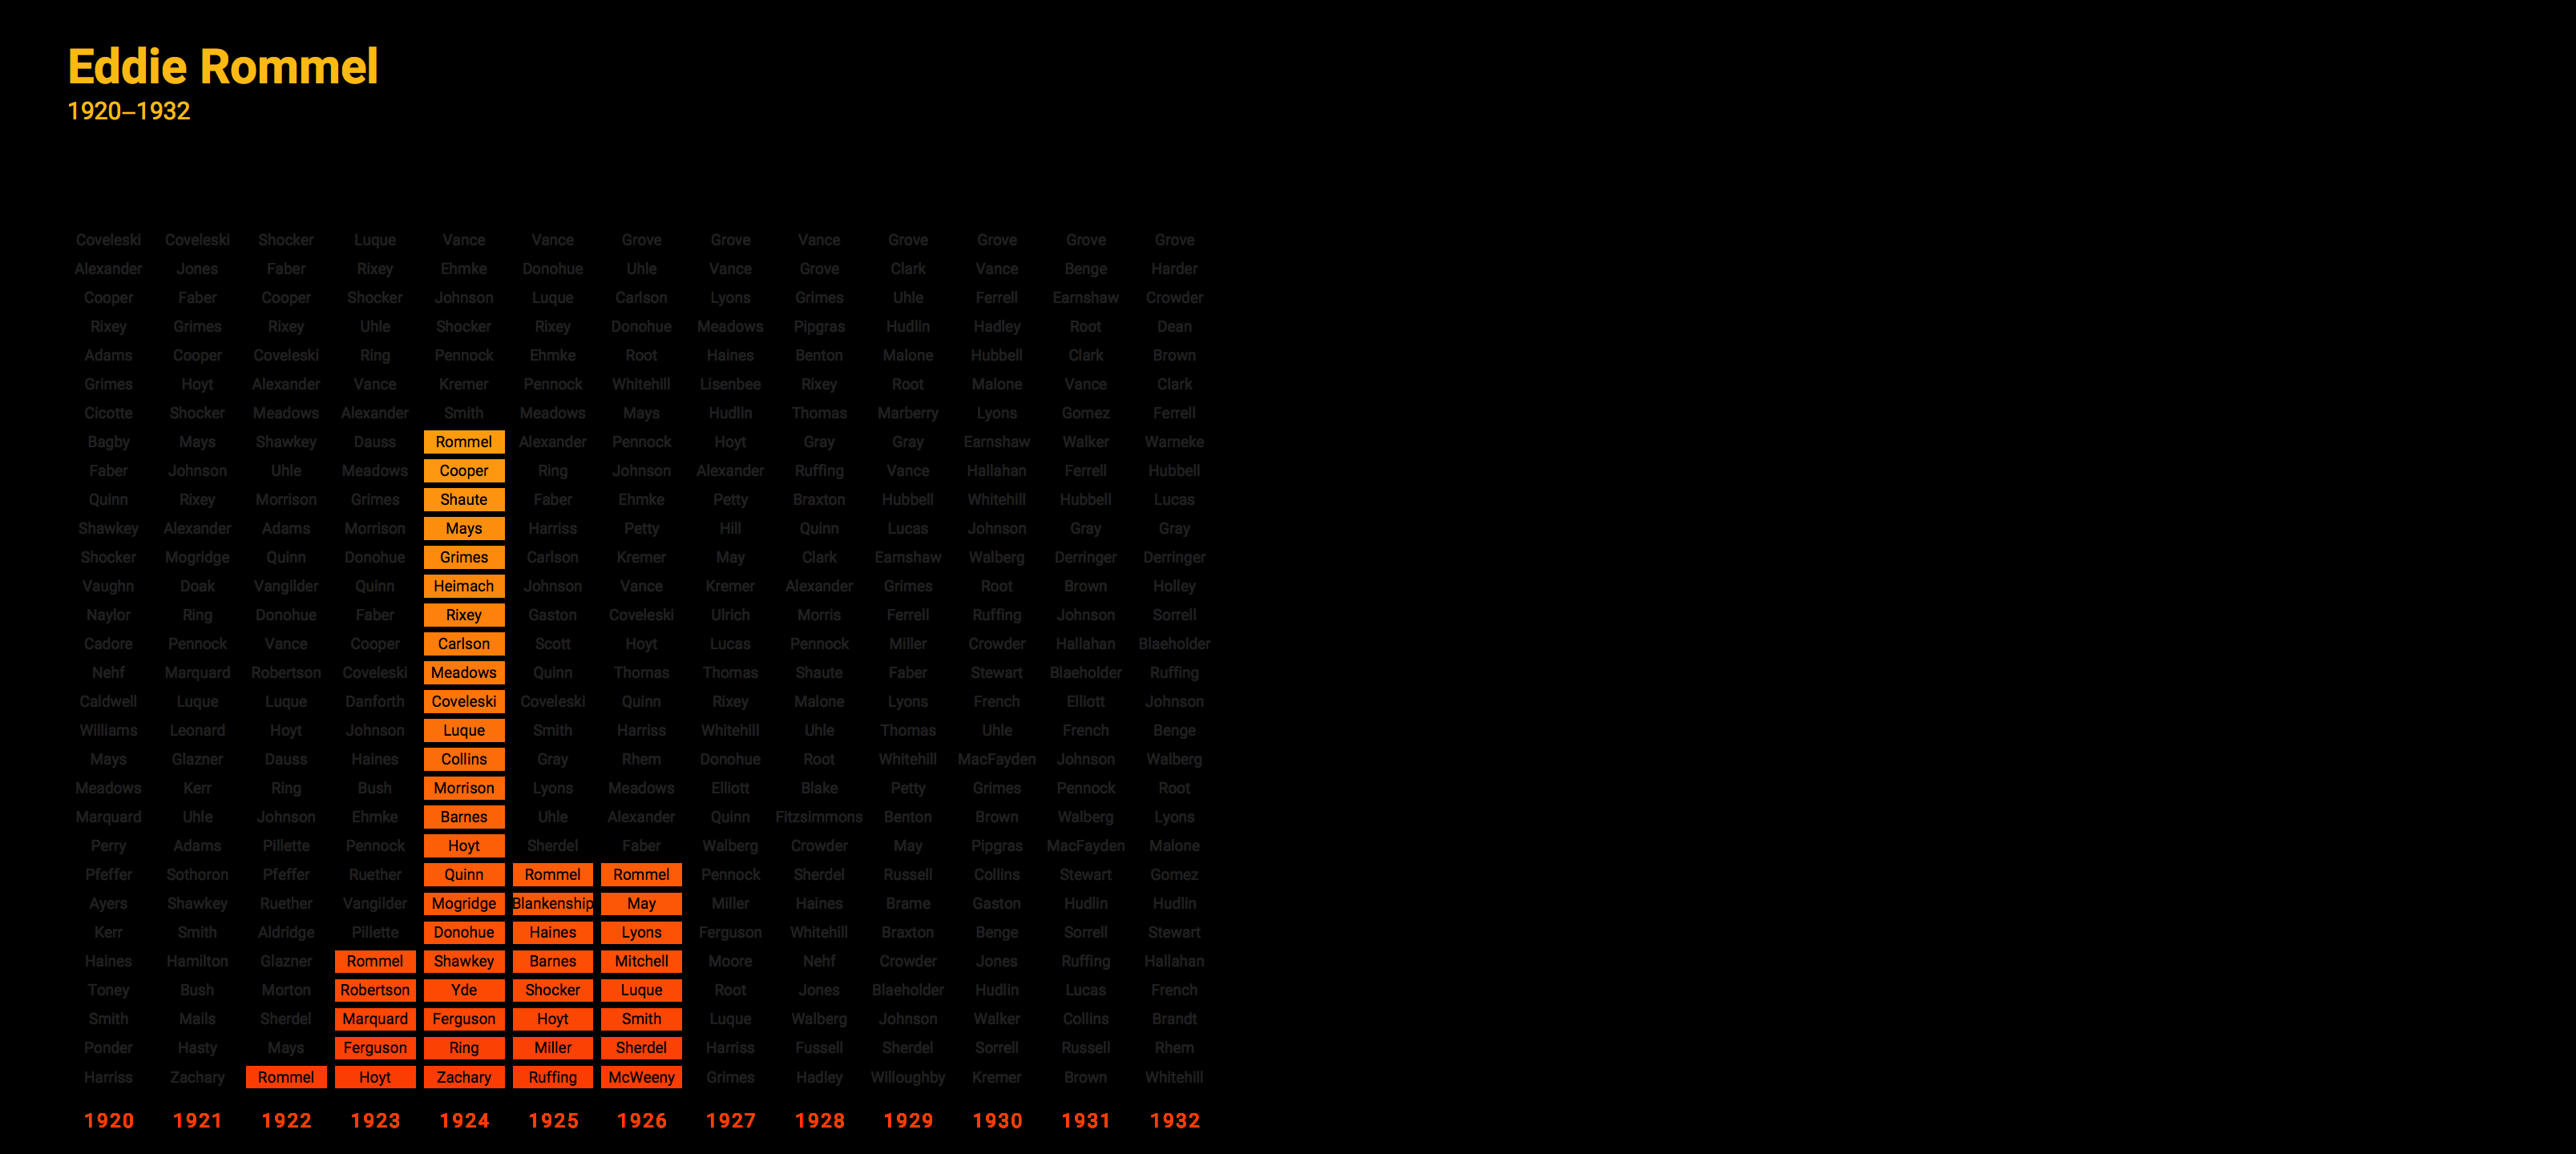 Eddie Rommel
1920–1932
Coveleski Coveleski Shocker Luque Vance Vance Grove Grove Vance Grove Grove Grove Grove
Alexander Jones Faber Rixey Ehmke Donohue Uhle Vance Grove Clark Vance Benge Harder
Cooper Faber Cooper Shocker Johnson Luque Carlson Lyons Grimes Uhle Ferrell Earnshaw Crowder
Rixey Grimes Rixey Uhle Shocker Rixey Donohue Meadows Pipgras Hudlin Hadley Root Dean
Adams Cooper Coveleski Ring Pennock Ehmke Root Haines Benton Malone Hubbell Clark Brown
Grimes Hoyt Alexander Vance Kremer Pennock Whitehill Lisenbee Rixey Root Malone Vance Clark
Cicotte Shocker Meadows Alexander Smith Meadows Mays Hudlin Thomas Marberry Lyons Gomez Ferrell
Bagby Mays Shawkey Dauss Rommel Alexander Pennock Hoyt Gray Gray Earnshaw Walker Warneke
Faber Johnson Uhle Meadows Cooper Ring Johnson Alexander Ruffing Vance Hallahan Ferrell Hubbell
Quinn Rixey Morrison Grimes Shaute Faber Ehmke Petty Braxton Hubbell Whitehill Hubbell Lucas
Shawkey Alexander Adams Morrison Mays Harriss Petty Hill Quinn Lucas Johnson Gray Gray
Shocker Mogridge Quinn Donohue Grimes Carlson Kremer May Clark Earnshaw Walberg Derringer Derringer
Vaughn Doak Vangilder Quinn Heimach Johnson Vance Kremer Alexander Grimes Root Brown Holley
Naylor Ring Donohue Faber Rixey Gaston Coveleski Ulrich Morris Ferrell Ruffing Johnson Sorrell
Cadore Pennock Vance Cooper Carlson Scott Hoyt Lucas Pennock Miller Crowder Hallahan Blaeholder
Nehf Marquard Robertson Coveleski Meadows Quinn Thomas Thomas Shaute Faber Stewart Blaeholder Ruffing
Caldwell Luque Luque Danforth Coveleski Coveleski Quinn Rixey Malone Lyons French Elliott Johnson
Williams Leonard Hoyt Johnson Luque Smith Harriss Whitehill Uhle Thomas Uhle French Benge
Mays Glazner Dauss Haines Collins Gray Rhem Donohue Root Whitehill MacFayden Johnson Walberg
Meadows Kerr Ring Bush Morrison Lyons Meadows Elliott Blake Petty Grimes Pennock Root
Marquard Uhle Johnson Ehmke Barnes Uhle Alexander Quinn Fitzsimmons Benton Brown Walberg Lyons
Perry Adams Pillette Pennock Hoyt Sherdel Faber Walberg Crowder May Pipgras MacFayden Malone
Pfeffer Sothoron Pfeffer Ruether Quinn Rommel Rommel Pennock Sherdel Russell Collins Stewart Gomez
Ayers Shawkey Ruether Vangilder Mogridge Blankenship May Miller Haines Brame Gaston Hudlin Hudlin
Kerr Smith Aldridge Pillette Donohue Haines Lyons Ferguson Whitehill Braxton Benge Sorrell Stewart
Haines Hamilton Glazner Rommel Shawkey Barnes Mitchell Moore Nehf Crowder Jones Ruffing Hallahan
Toney Bush Morton Robertson Yde Shocker Luque Root Jones Blaeholder Hudlin Lucas French
Smith Mails Sherdel Marquard Ferguson Hoyt Smith Luque Walberg Johnson Walker Collins Brandt
Ponder Hasty Mays Ferguson Ring Miller Sherdel Harriss Fussell Sherdel Sorrell Russell Rhem
Harriss Zachary Rommel Hoyt Zachary Ruffing McWeeny Grimes Hadley Willoughby Kremer Brown Whitehill
1920 1921 1922 1923 1924 1925 1926 1927 1928 1929 1930 1931 1932